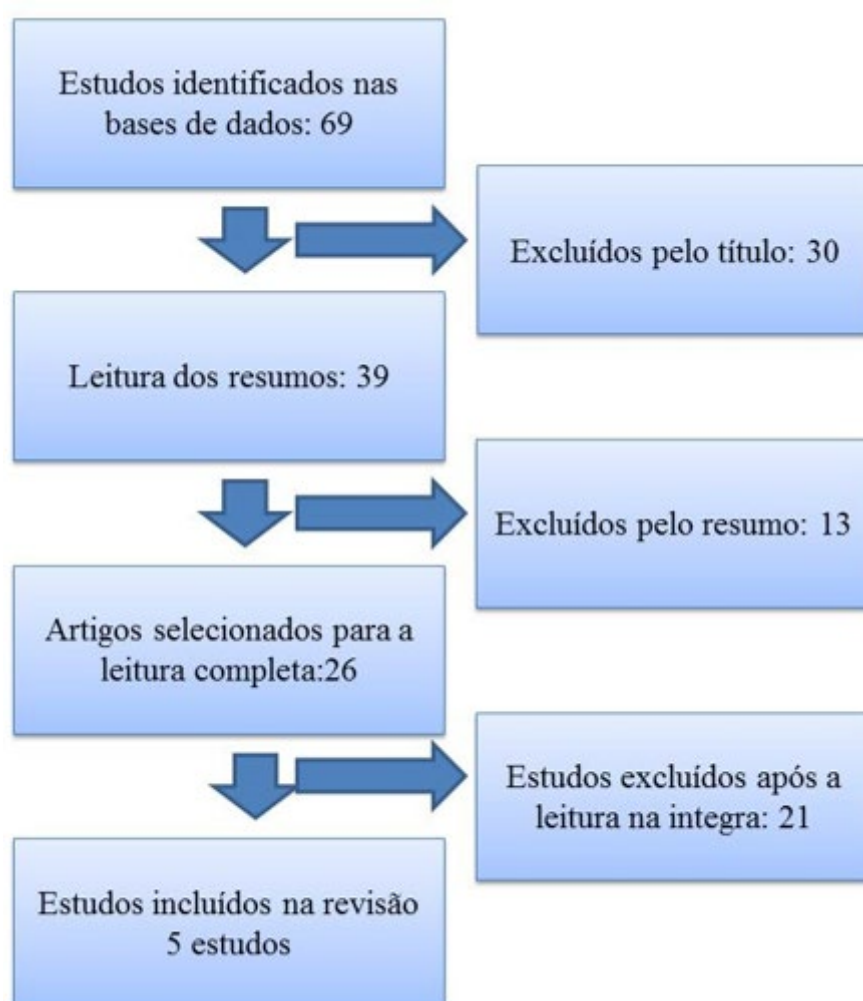 Estudos identificados nas
bases de dados: 69
Excluídos pelo título: 30
Leitura dos resumos: 39
Excluídos pelo resumo: 13
Artigos selecionados para a
leitura completa:26
Estudos excluídos após a
leitura na integra: 21
Estudos incluídos na revisão
5 estudos